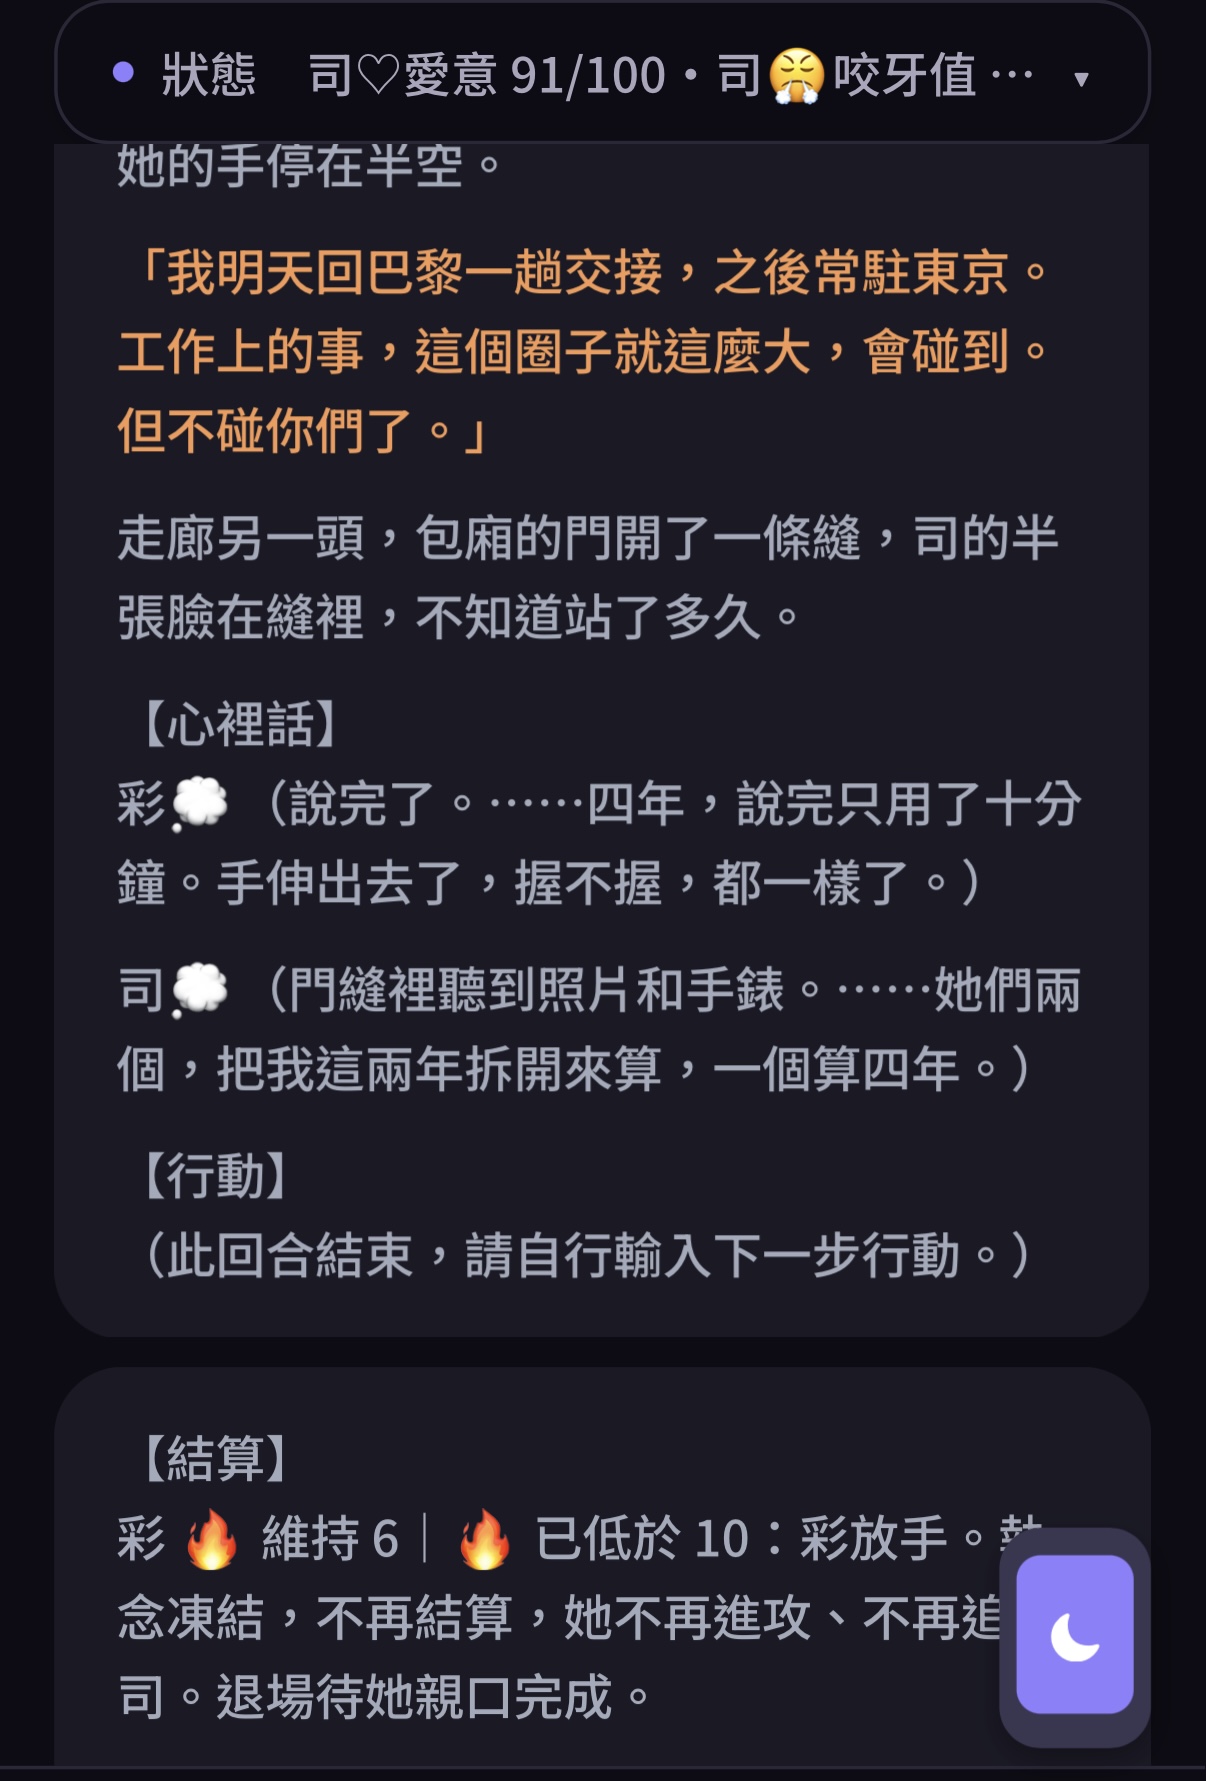 狀態 司♡愛意 91/100・司😤咬牙值 … ▼
她的手停在半空。
「我明天回巴黎一趟交接，之後常駐東京。
工作上的事，這個圈子就這麼大，會碰到。
但不碰你們了。」
走廊另一頭，包廂的門開了一條縫，司的半
張臉在縫裡，不知道站了多久。
【心裡話】
彩💭（說完了。……四年，說完只用了十分
鐘。手伸出去了，握不握，都一樣了。）
司💭（門縫裡聽到照片和手錶。……她們兩
個，把我這兩年拆開來算，一個算四年。）
【行動】
（此回合結束，請自行輸入下一步行動。）
【結算】
彩 🔥 維持 6｜🔥 已低於 10：彩放手。執
念凍結，不再結算，她不再進攻、不再追
司。退場待她親口完成。